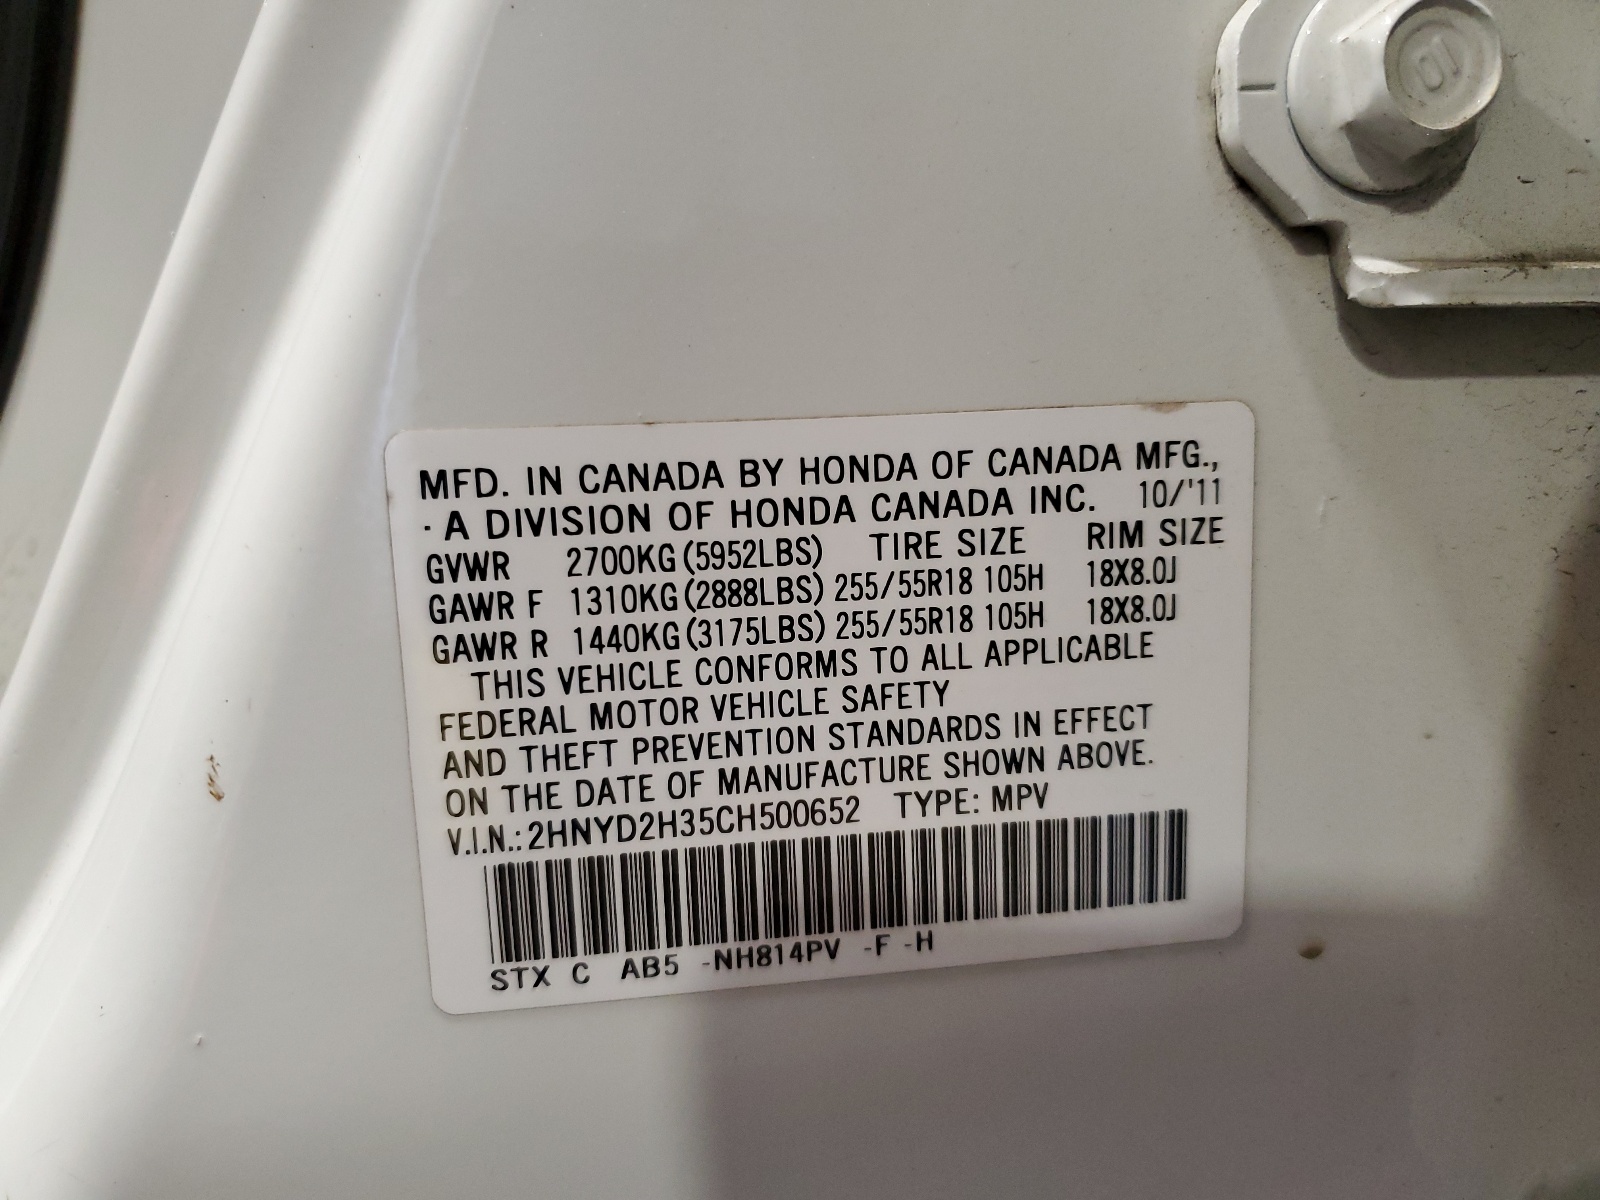 10
MFD. IN CANADA BY HONDA OF CANADA MFG.,
· A DIVISION OF HONDA CANADA INC. 10/'11
GVWR 2700KG(5952LBS) TIRE SIZE RIM SIZE
GAWR F 1310KG(2888LBS) 255/55R18 105H 18X8.0J
GAWR R 1440KG(3175LBS) 255/55R18 105H 18X8.0J
THIS VEHICLE CONFORMS TO ALL APPLICABLE
FEDERAL MOTOR VEHICLE SAFETY
AND THEFT PREVENTION STANDARDS IN EFFECT
ON THE DATE OF MANUFACTURE SHOWN ABOVE.
V.I.N.: 2HNYD2H35CH500652 TYPE: MPV
STX C AB5 -NH814PV -F -H